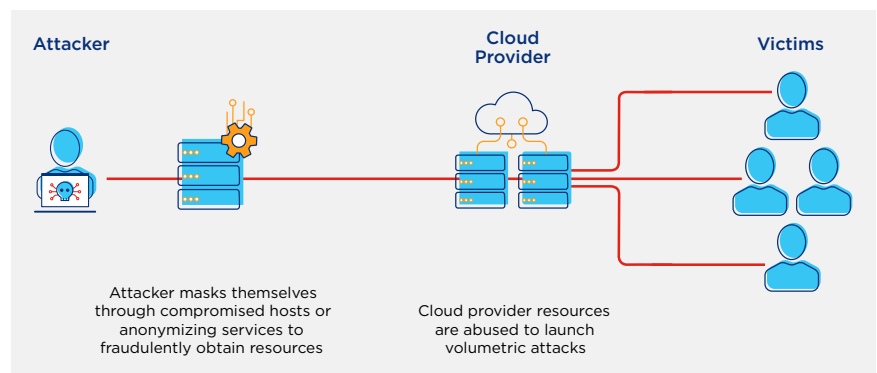 Attacker
Cloud
Provider
Victims
Attacker masks themselves
through compromised hosts or
anonymizing services to
fraudulently obtain resources
Cloud provider resources
are abused to launch
volumetric attacks